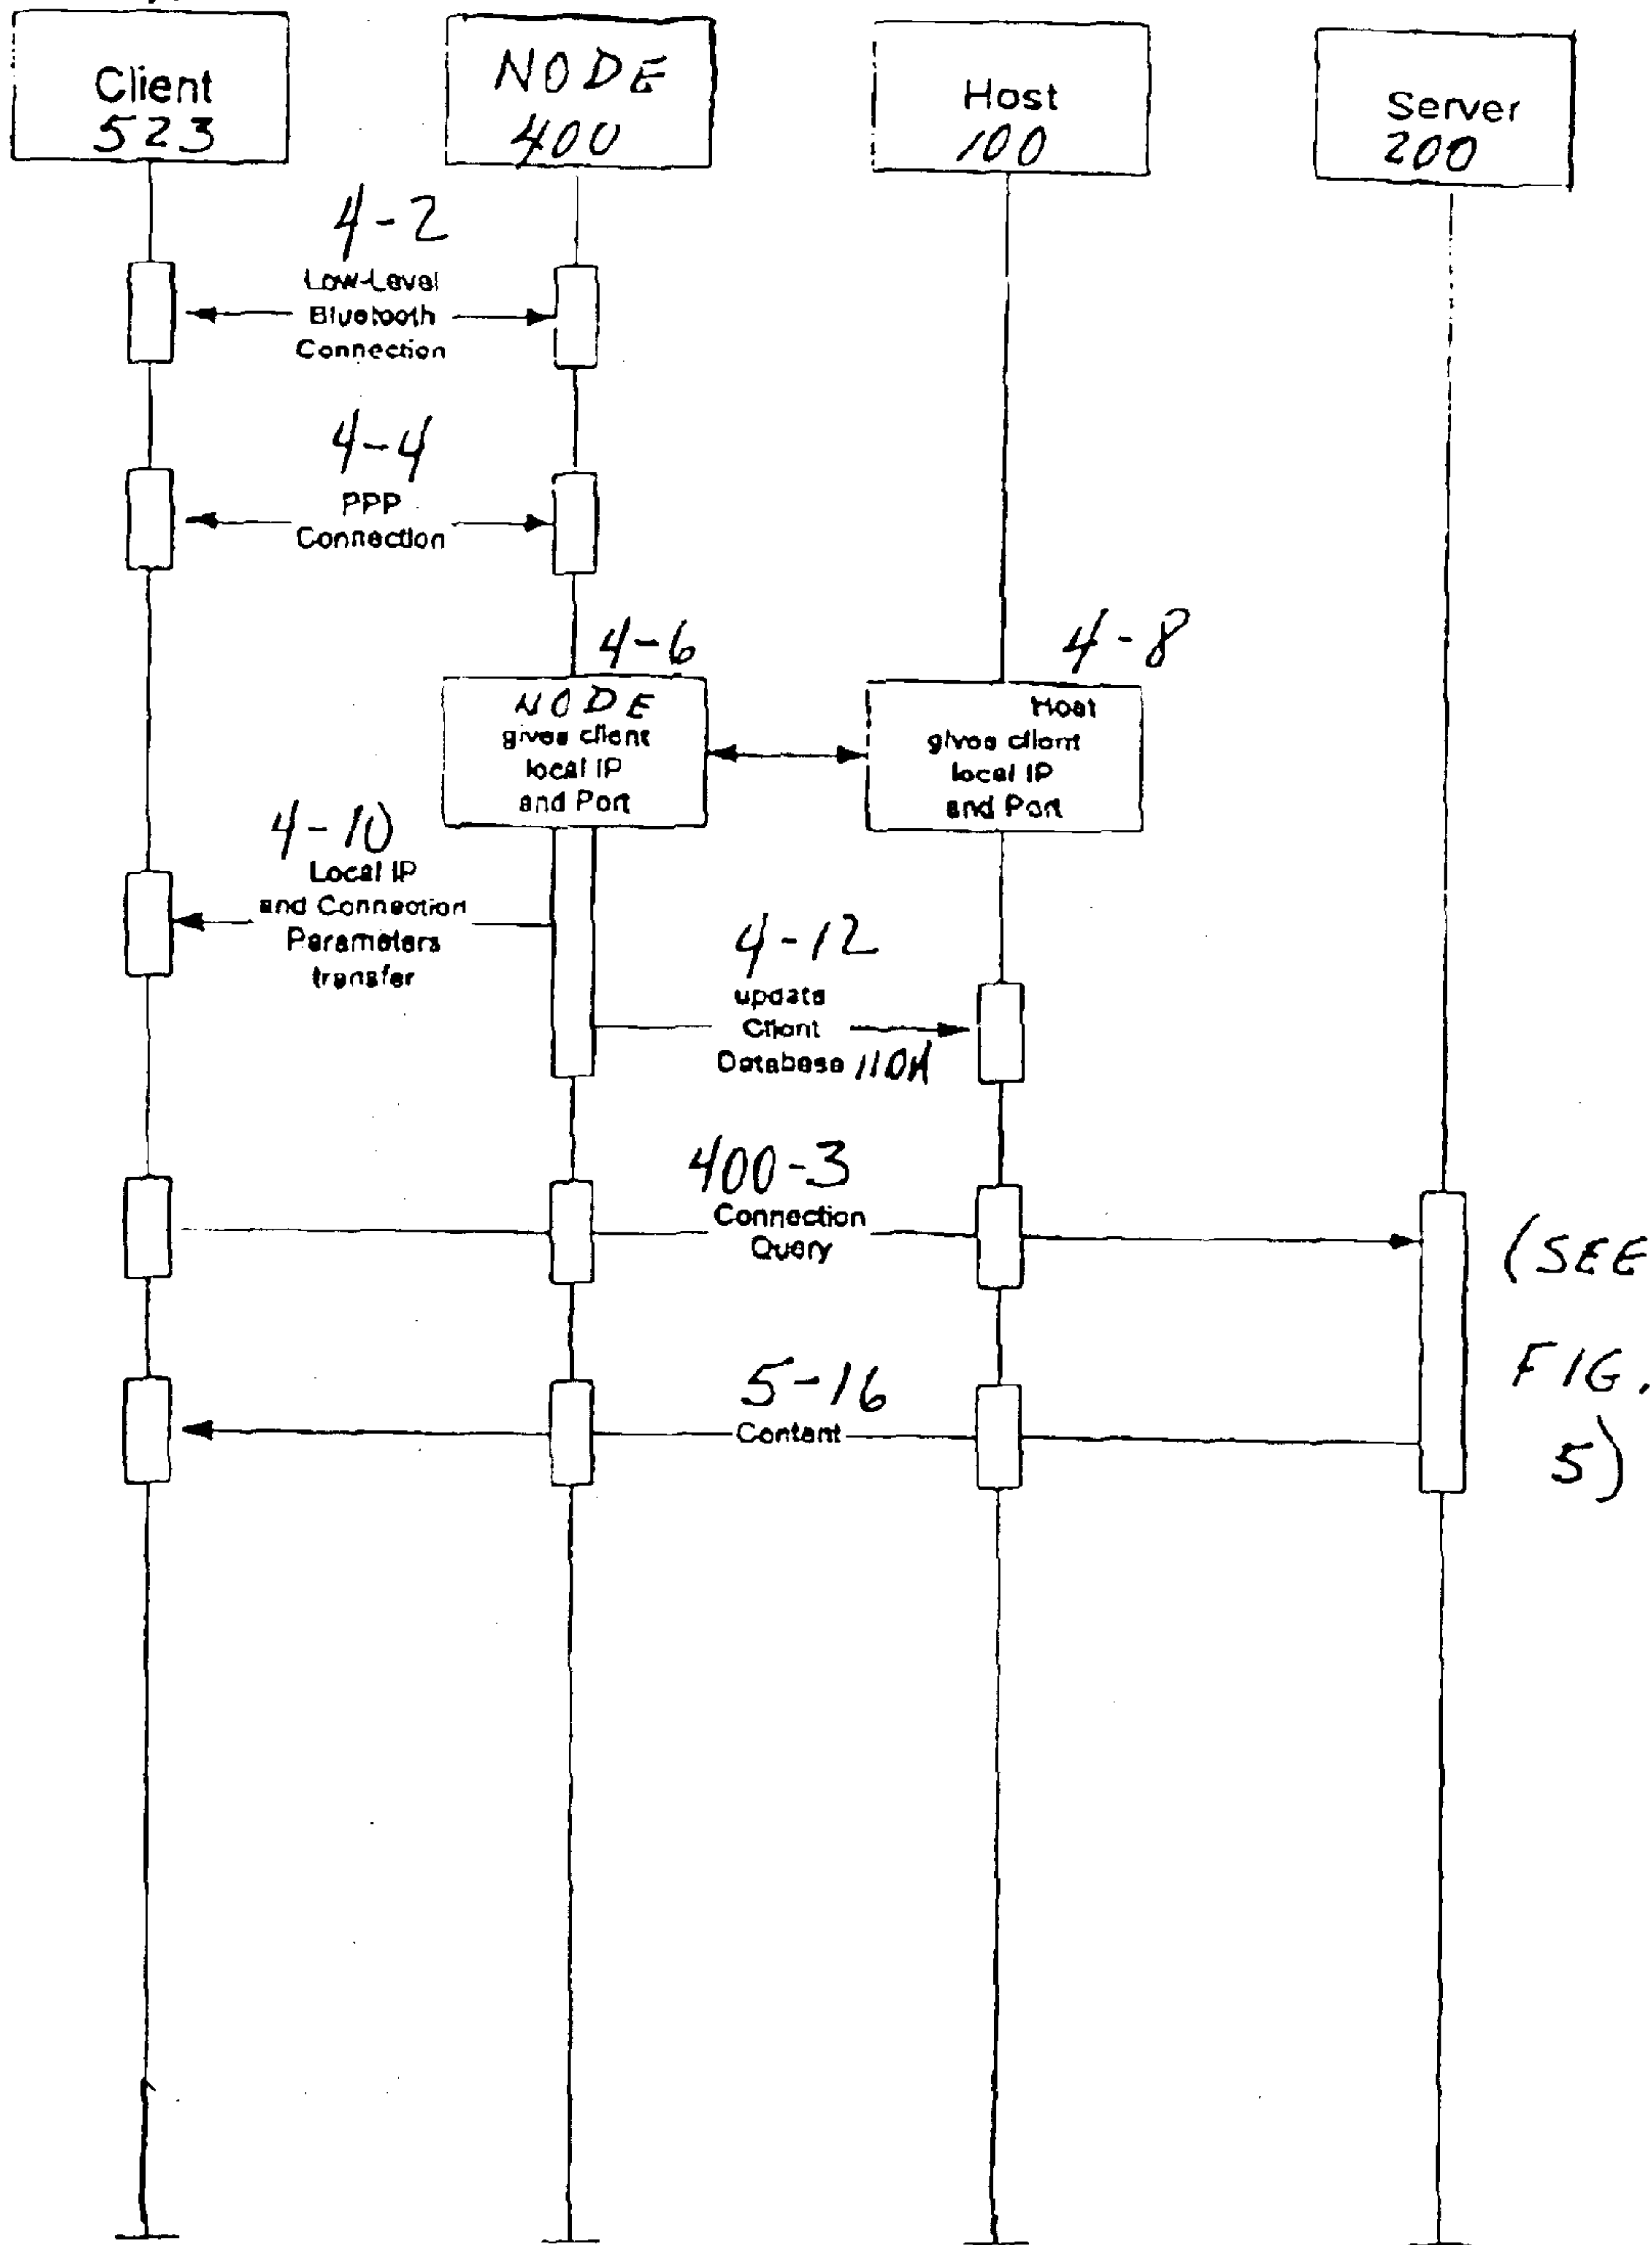 Client
523
NODE
400
Host
100
Server
200
4-2
Low-Level
Bluetooth
Connection
4-4
PPP
Connection
4-6
NODE
gives client
local IP
and Port
4-8
Host
gives client
local IP
and Port
4-10
Local IP
and Connection
Parameters
transfer
4-12
update
Client
Database 110A
400-3
Connection
Query
(SEE
FIG.
5)
5-16
Content